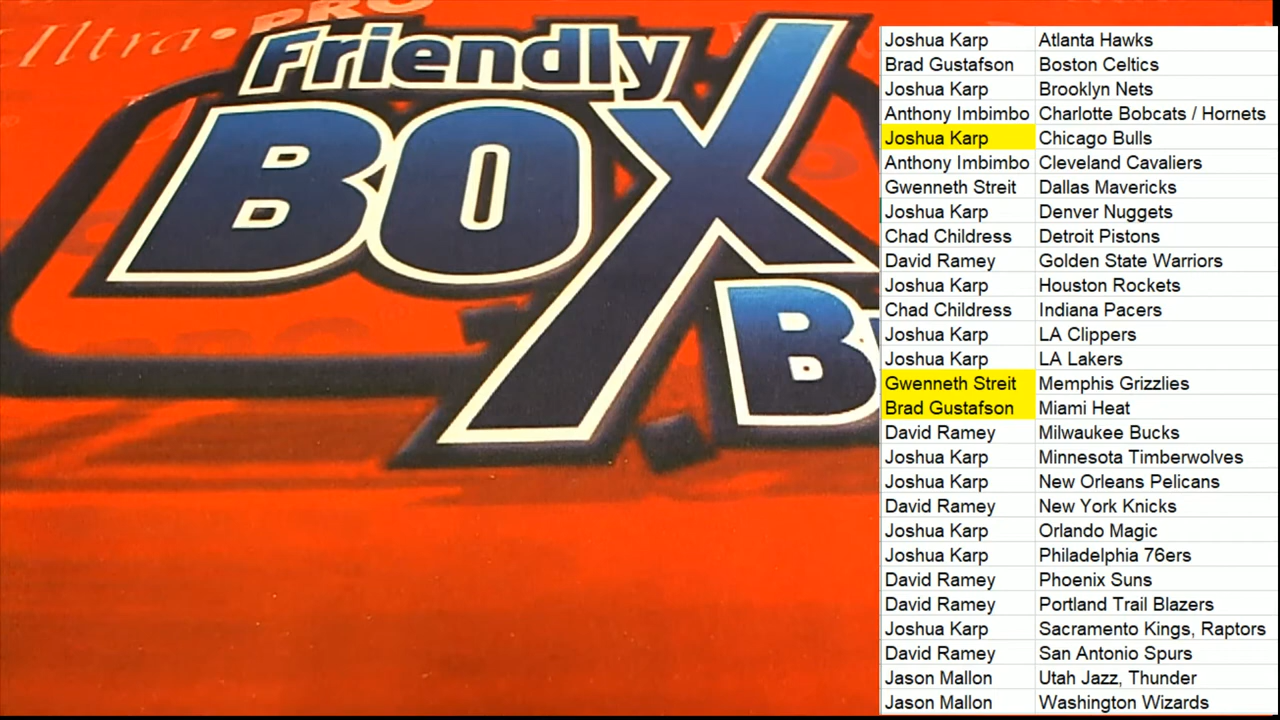 Ultra•PRO
Friendly
BOX
B
Joshua Karp Atlanta Hawks
Brad Gustafson Boston Celtics
Joshua Karp Brooklyn Nets
Anthony Imbimbo Charlotte Bobcats / Hornets
Joshua Karp Chicago Bulls
Anthony Imbimbo Cleveland Cavaliers
Gwenneth Streit Dallas Mavericks
Joshua Karp Denver Nuggets
Chad Childress Detroit Pistons
David Ramey Golden State Warriors
Joshua Karp Houston Rockets
Chad Childress Indiana Pacers
Joshua Karp LA Clippers
Joshua Karp LA Lakers
Gwenneth Streit Memphis Grizzlies
Brad Gustafson Miami Heat
David Ramey Milwaukee Bucks
Joshua Karp Minnesota Timberwolves
Joshua Karp New Orleans Pelicans
David Ramey New York Knicks
Joshua Karp Orlando Magic
Joshua Karp Philadelphia 76ers
David Ramey Phoenix Suns
David Ramey Portland Trail Blazers
Joshua Karp Sacramento Kings, Raptors
David Ramey San Antonio Spurs
Jason Mallon Utah Jazz, Thunder
Jason Mallon Washington Wizards